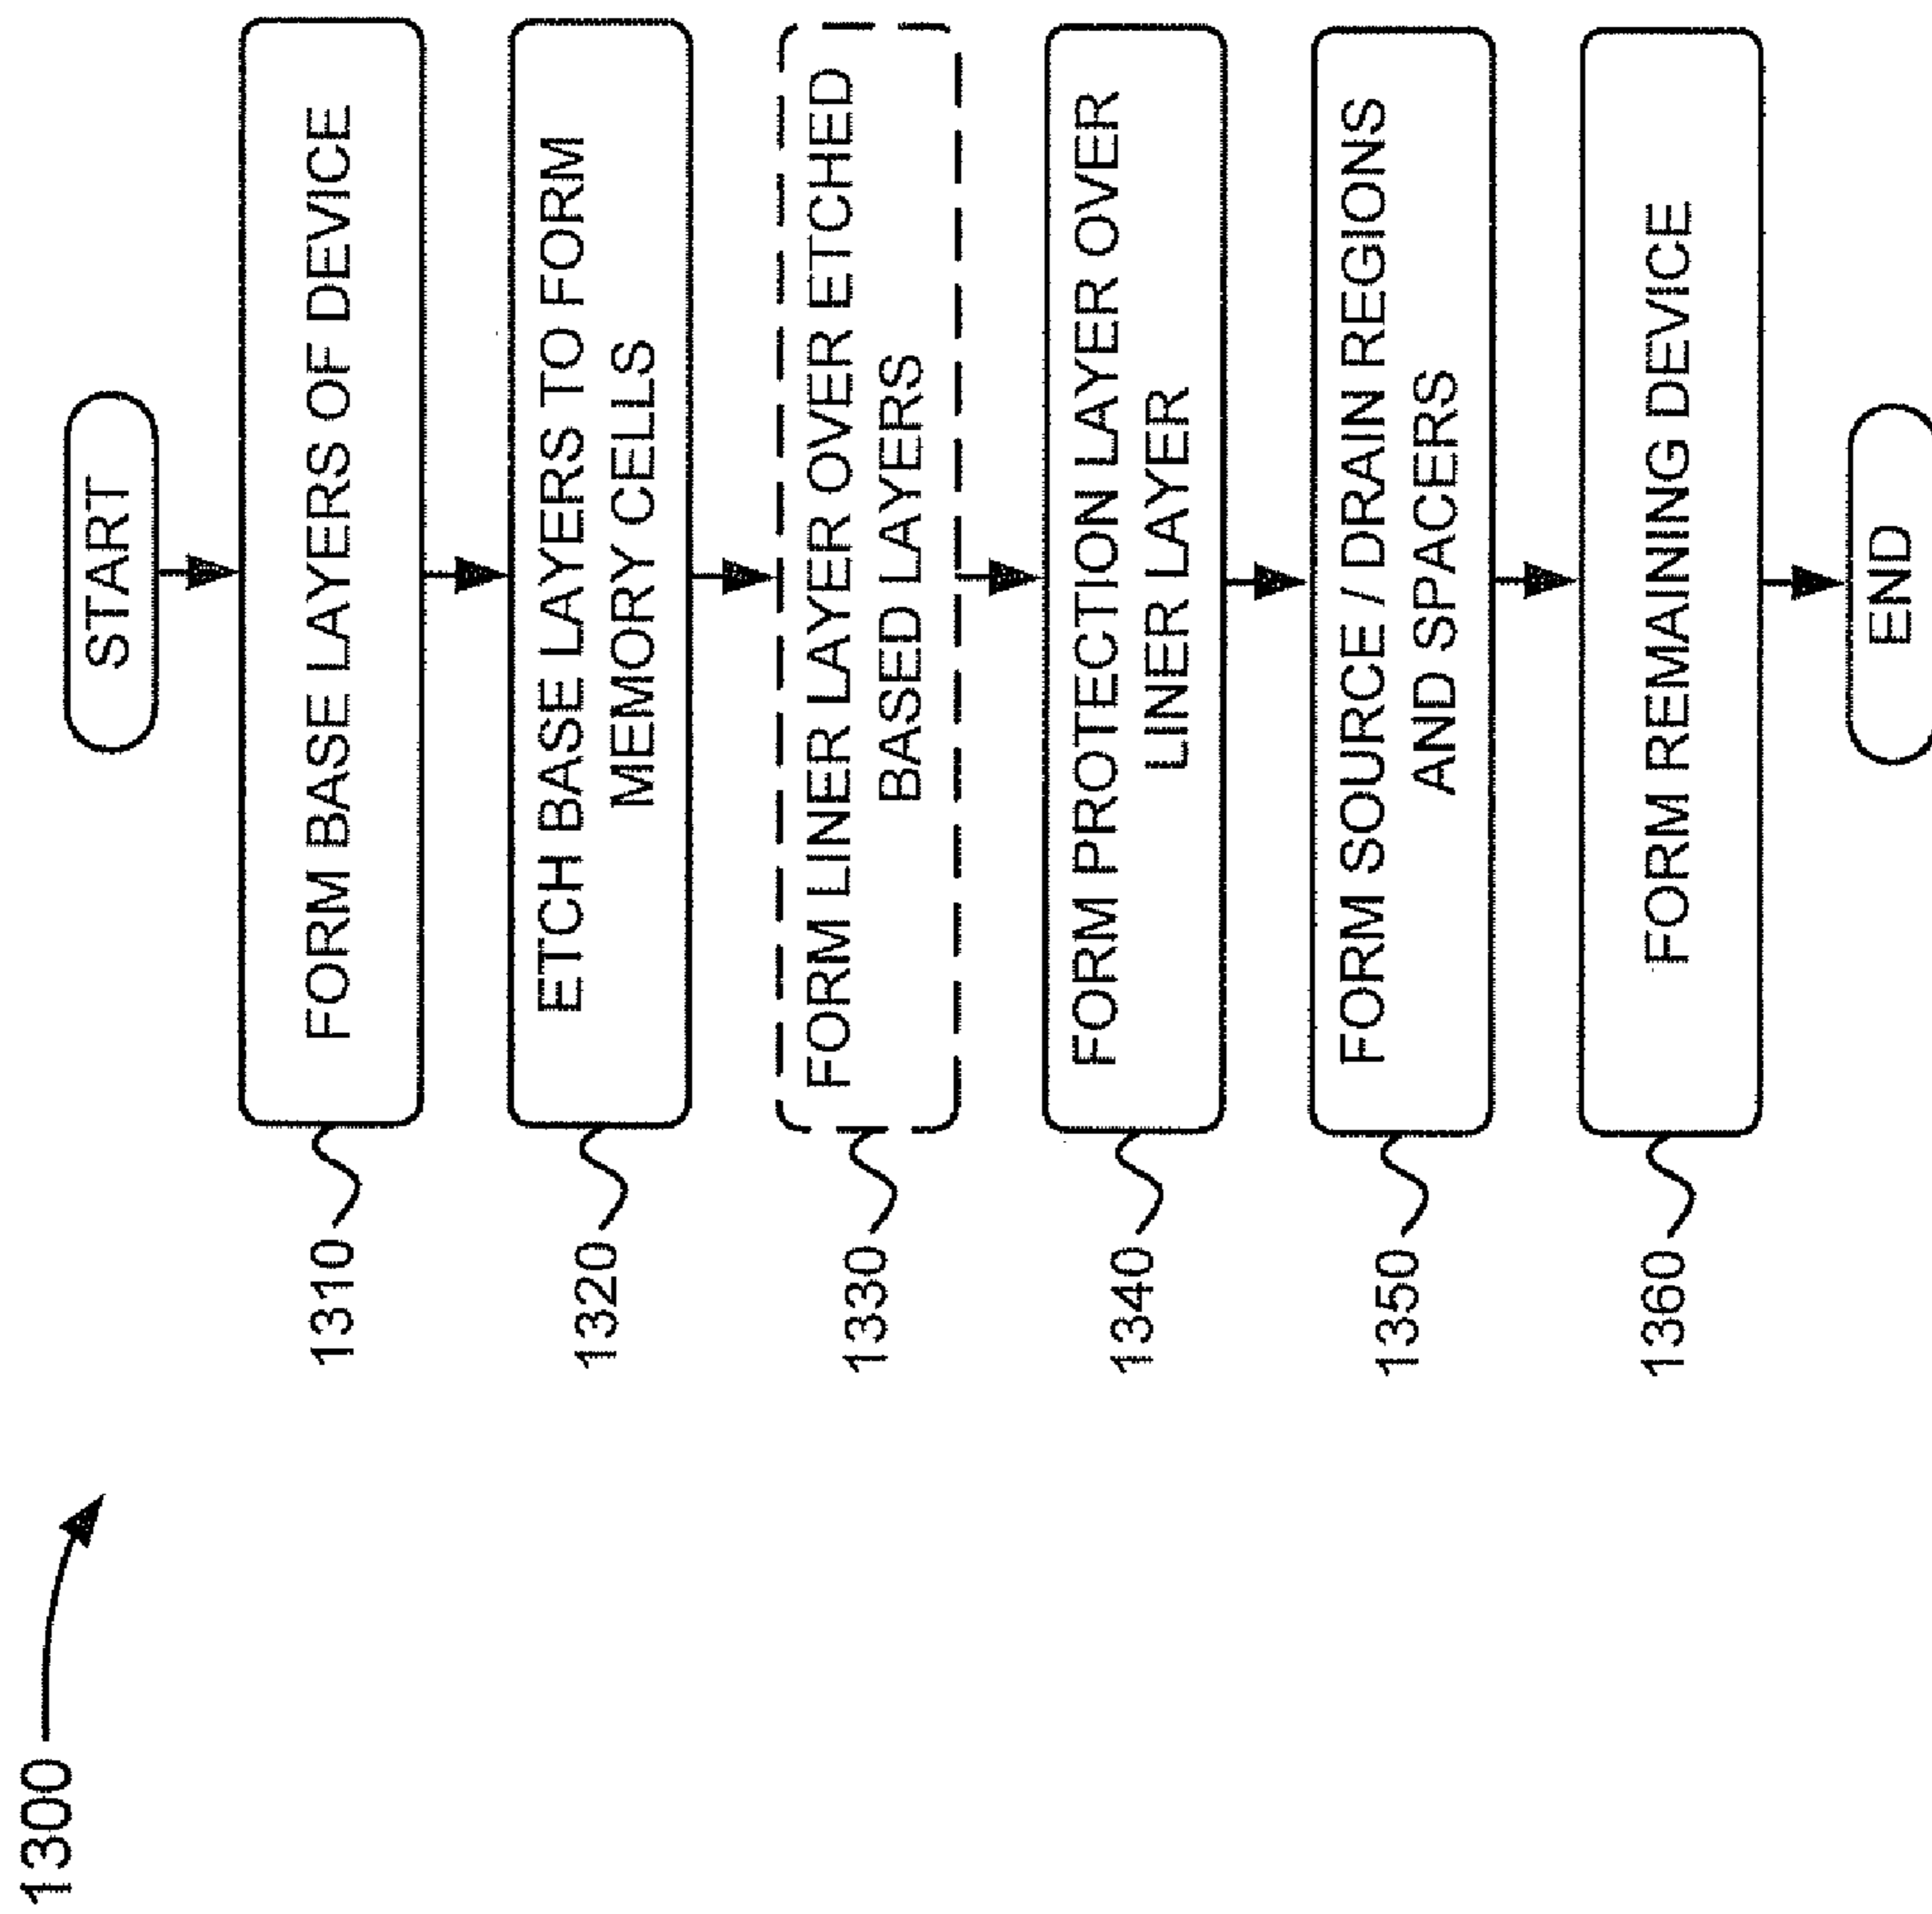 1300
START
1310
FORM BASE LAYERS OF DEVICE
1320
ETCH BASE LAYERS TO FORM
MEMORY CELLS
1330
FORM LINER LAYER OVER ETCHED
BASED LAYERS
1340
FORM PROTECTION LAYER OVER
LINER LAYER
1350
FORM SOURCE / DRAIN REGIONS
AND SPACERS
1360
FORM REMAINING DEVICE
END